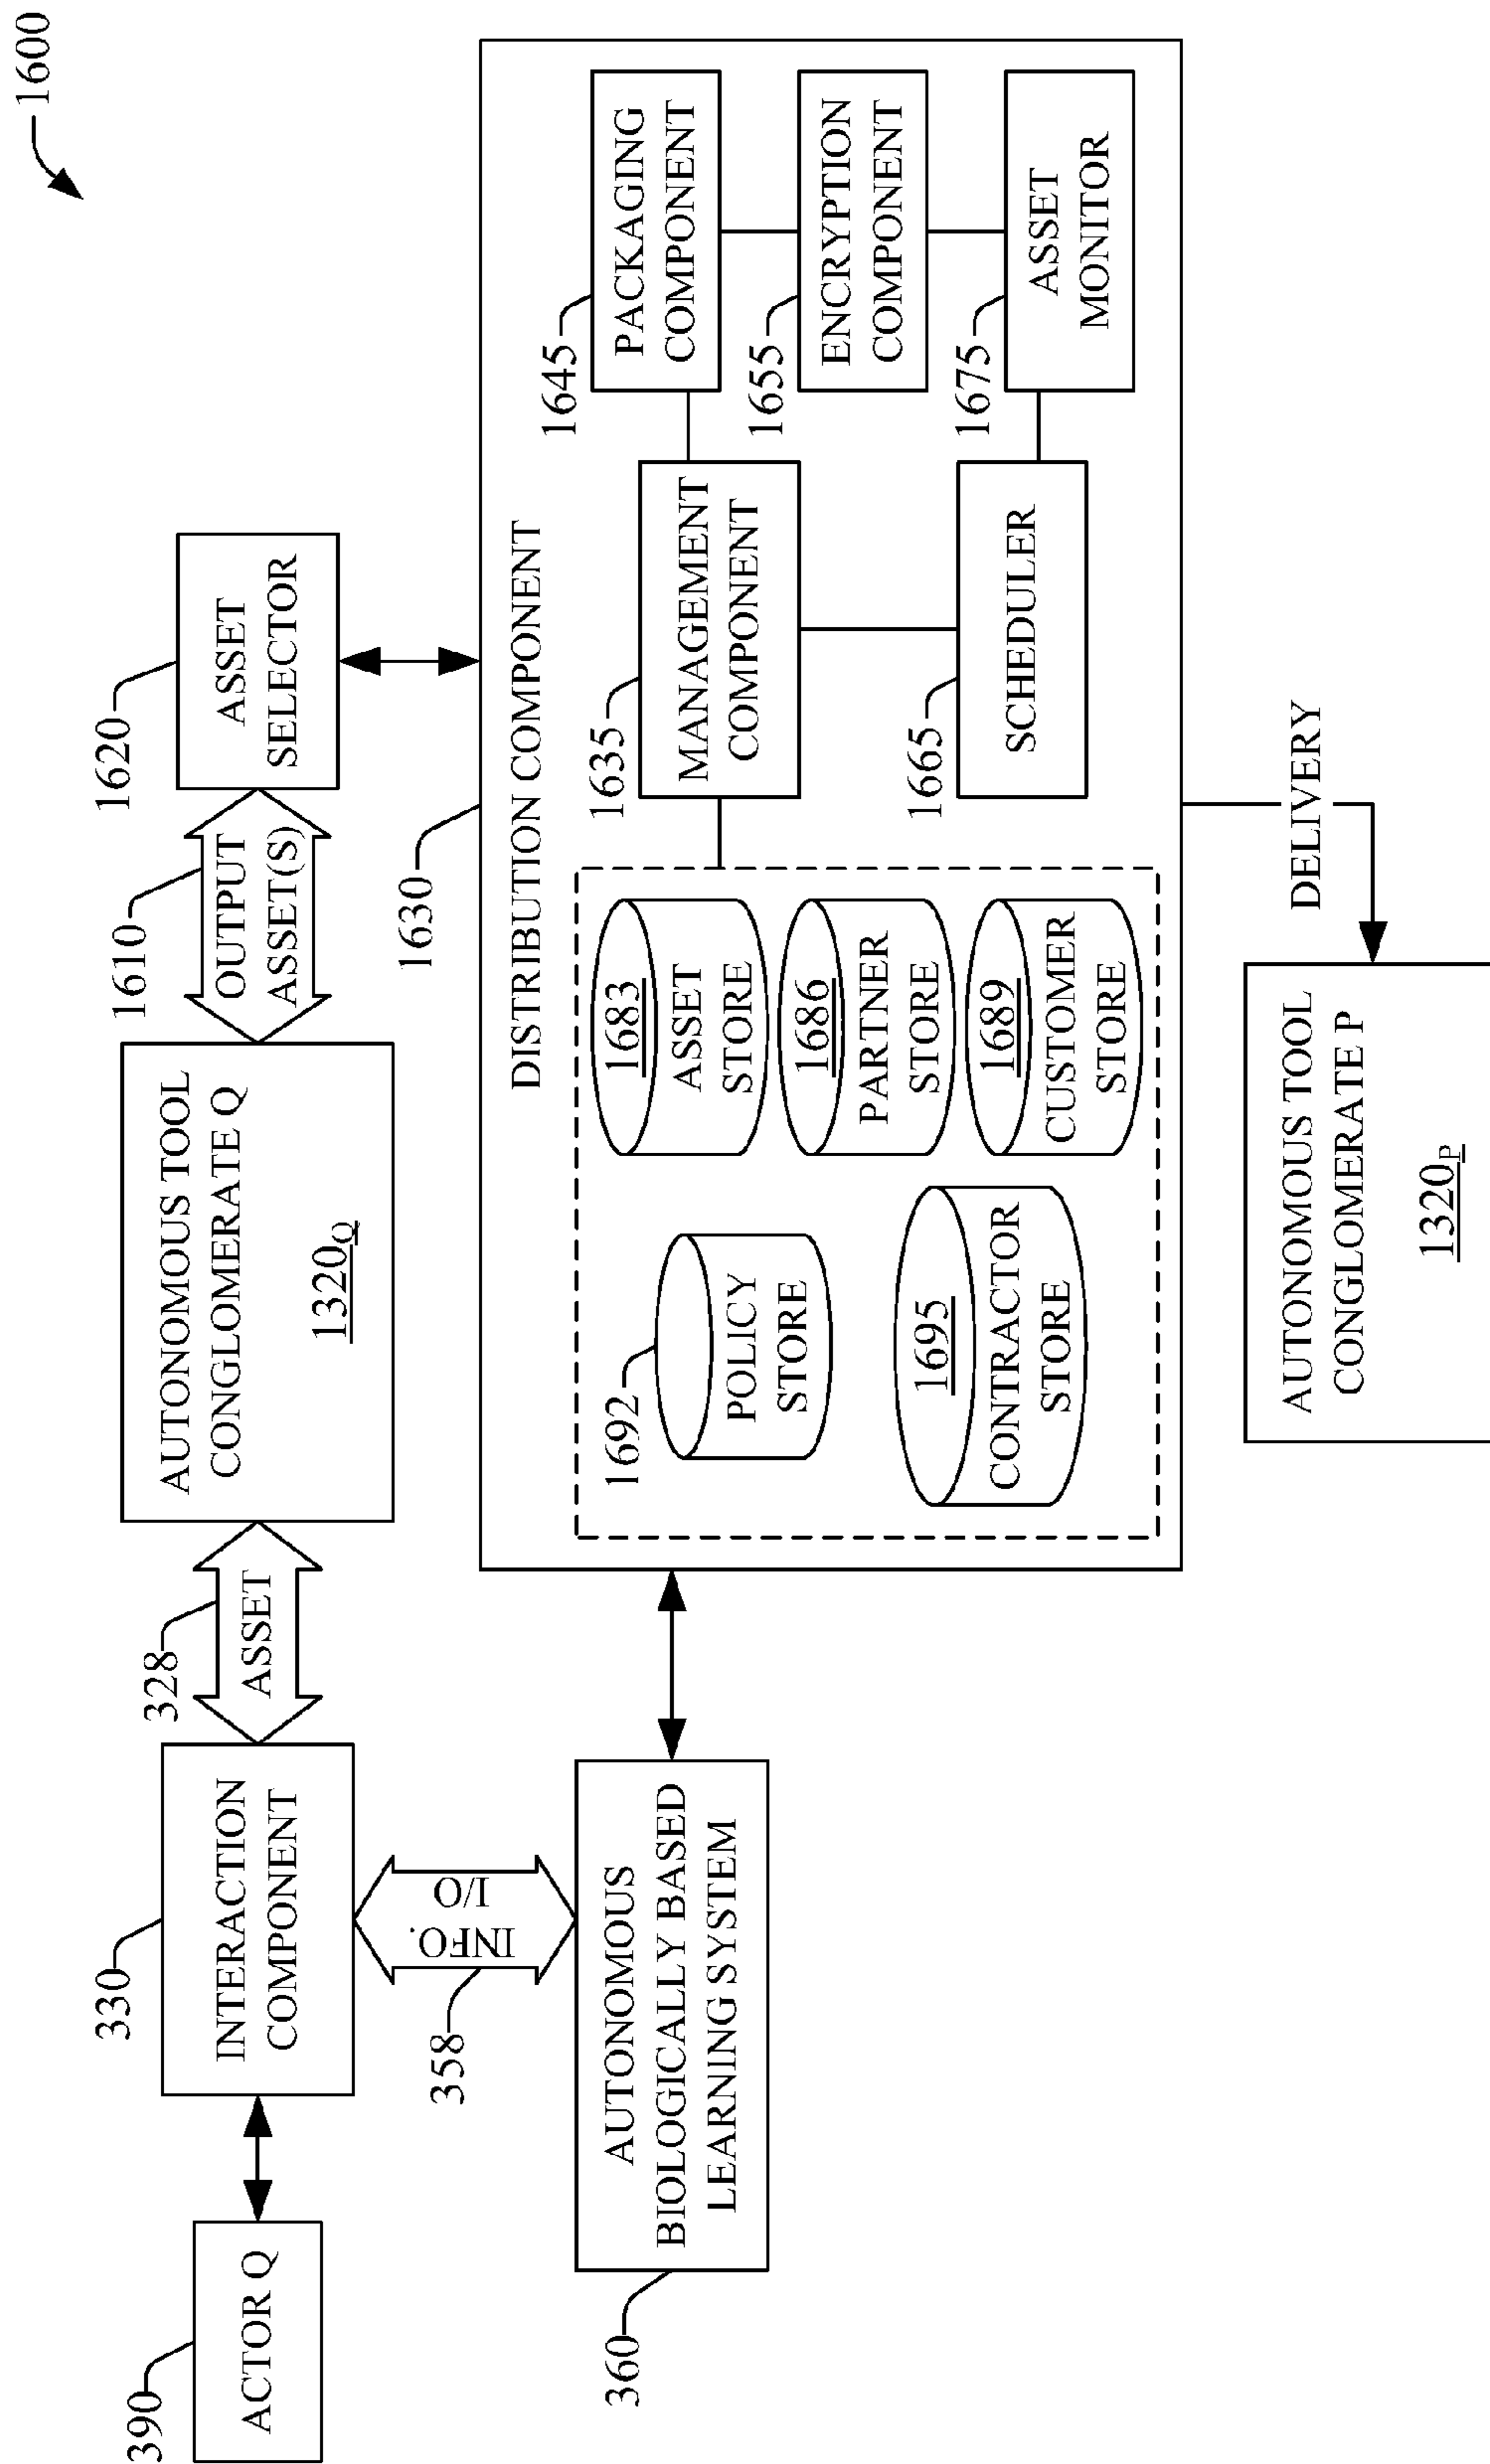 1600
390
ACTOR Q
330
INTERACTION
COMPONENT
328
ASSET
AUTONOMOUS TOOL
CONGLOMERATE Q
1320Q
1610
OUTPUT
ASSET(S)
1620
ASSET
SELECTOR
358
INFO.
I/O
360
AUTONOMOUS
BIOLOGICALLY BASED
LEARNING SYSTEM
1630
DISTRIBUTION COMPONENT
1692
POLICY
STORE
1695
CONTRACTOR
STORE
1683
ASSET
STORE
1686
PARTNER
STORE
1689
CUSTOMER
STORE
1635
MANAGEMENT
COMPONENT
1665
SCHEDULER
1645
PACKAGING
COMPONENT
1655
ENCRYPTION
COMPONENT
1675
ASSET
MONITOR
DELIVERY
AUTONOMOUS TOOL
CONGLOMERATE P
1320P